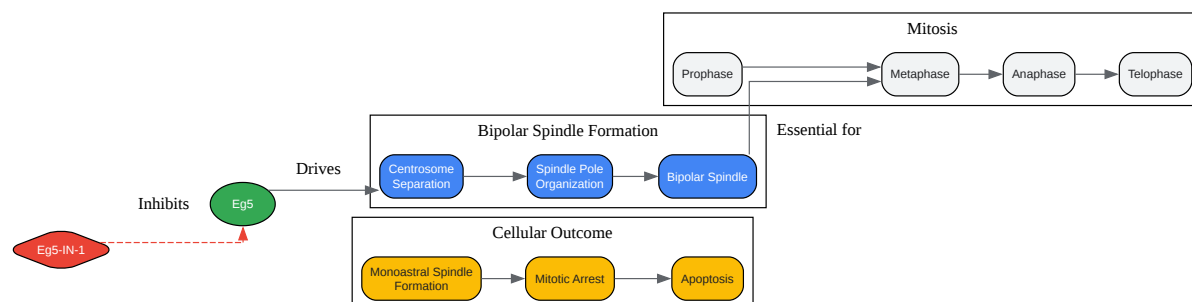 Mitosis
Prophase
Metaphase
Anaphase
Telophase
Essential for
Bipolar Spindle Formation
Centrosome
Separation
Spindle Pole
Organization
Bipolar Spindle
Drives
Eg5
Inhibits
Eg5-IN-1
Cellular Outcome
Monoastral Spindle
Formation
Mitotic Arrest
Apoptosis